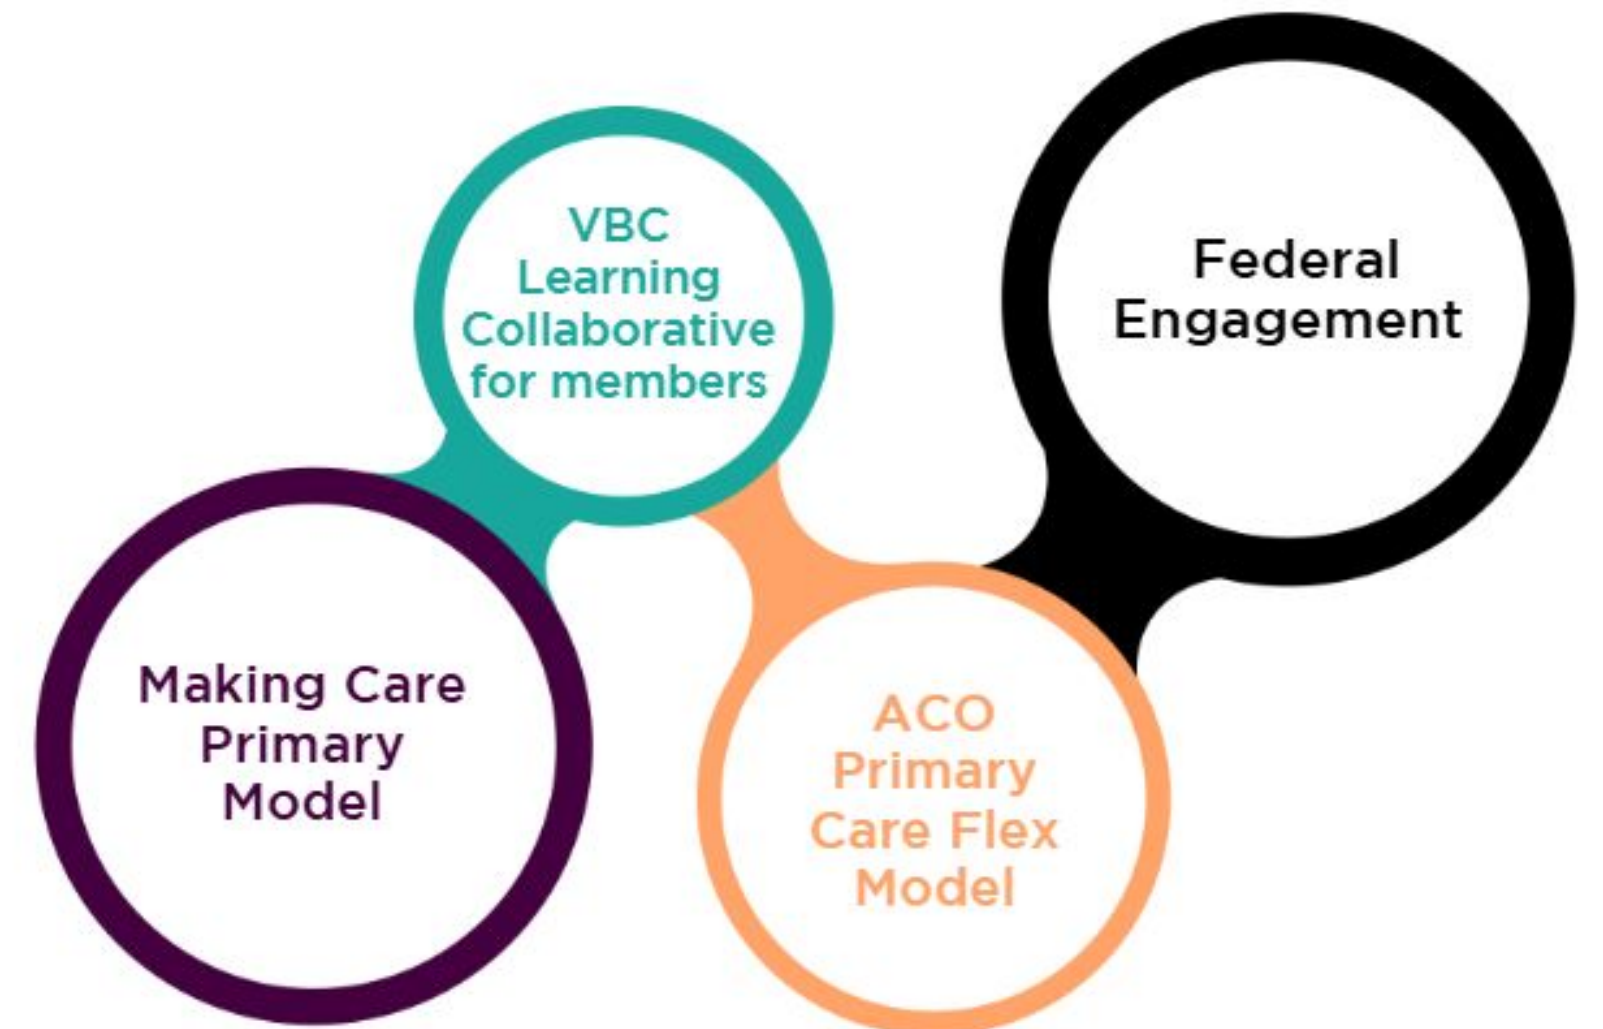 Making Care
Primary
Model
VBC
Learning
Collaborative
for members
ACO
Primary
Care Flex
Model
Federal
Engagement